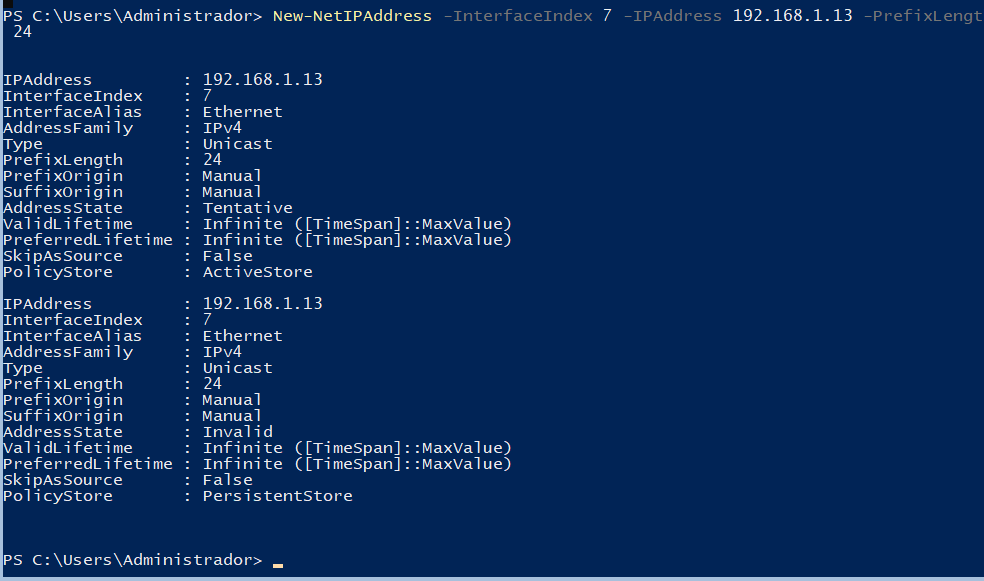 PS C:\Users\Administrador> New-NetIPAddress -InterfaceIndex 7 -IPAddress 192.168.1.13 -PrefixLengt
24
IPAddress : 192.168.1.13
InterfaceIndex : 7
InterfaceAlias : Ethernet
AddressFamily : IPv4
Type : Unicast
PrefixLength : 24
PrefixOrigin : Manual
SuffixOrigin : Manual
AddressState : Tentative
ValidLifetime : Infinite ([TimeSpan]::MaxValue)
PreferredLifetime : Infinite ([TimeSpan]::MaxValue)
SkipAsSource : False
PolicyStore : ActiveStore
IPAddress : 192.168.1.13
InterfaceIndex : 7
InterfaceAlias : Ethernet
AddressFamily : IPv4
Type : Unicast
PrefixLength : 24
PrefixOrigin : Manual
SuffixOrigin : Manual
AddressState : Invalid
ValidLifetime : Infinite ([TimeSpan]::MaxValue)
PreferredLifetime : Infinite ([TimeSpan]::MaxValue)
SkipAsSource : False
PolicyStore : PersistentStore
PS C:\Users\Administrador>